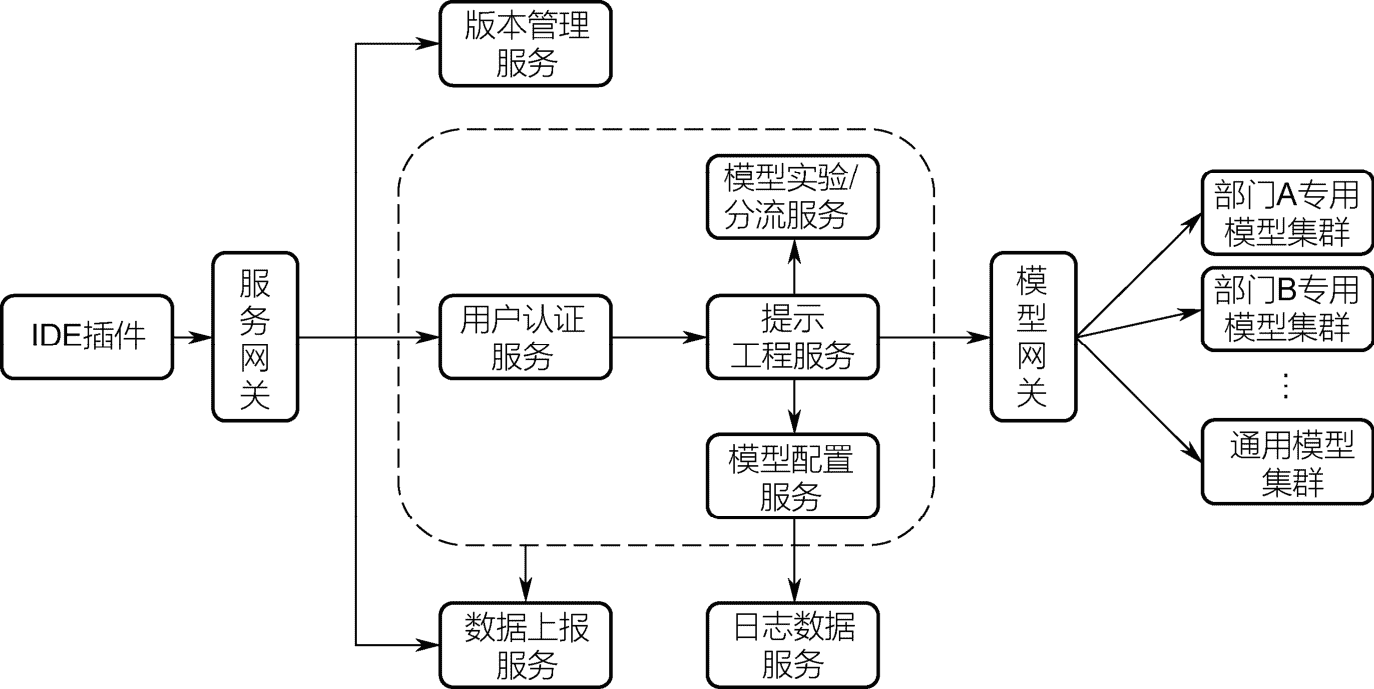 版本管理
服务
模型实验/
分流服务
部门A专用
模型集群
服
务
网
关
模
型
网
关
IDE插件
用户认证
服务
提示
工程服务
部门B专用
模型集群
⋮
模型配置
服务
通用模型
集群
数据上报
服务
日志数据
服务